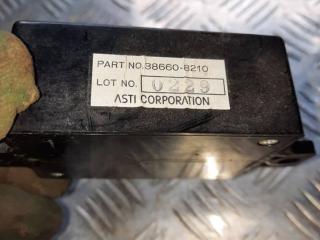 PART NO.38660-8210
LOT NO. 0229
ASTI CORPORATION